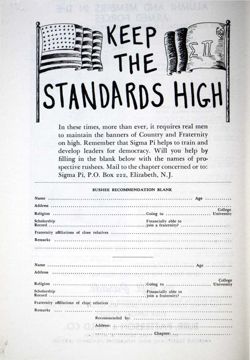 KEEP
THE
STANDARDS HIGH
ΣΠ
In these times, more than ever, it requires real men
to maintain the banners of Country and Fraternity
on high. Remember that Sigma Pi helps to train and
develop leaders for democracy. Will you help by
filling in the blank below with the names of pro-
spective rushees. Mail to the chapter concerned or to:
Sigma Pi, P.O. Box 222, Elizabeth, N. J.
RUSHEE RECOMMENDATION BLANK
Name Age
Address
Religion Going to College University
Scholarship Record Financially able to join a fraternity?
Fraternity affiliations of close relatives
Remarks
Name Age
Address
Religion Going to College University
Scholarship Record Financially able to join a fraternity?
Fraternity affiliations of close relatives
Remarks
Recommended by:
Address:
Chapter: